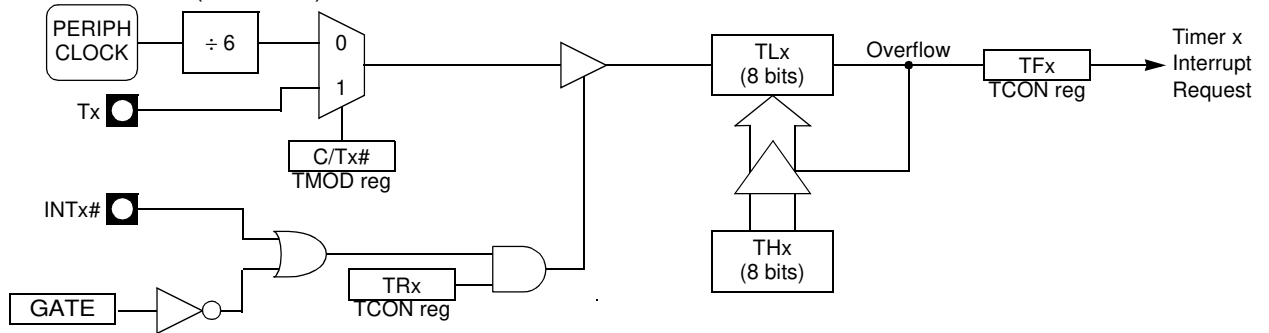 PERIPH
CLOCK
÷ 6
0
1
Tx
C/Tx#
TMOD reg
INTx#
GATE
TRx
TCON reg
TLx
(8 bits)
THx
(8 bits)
Overflow
TFx
TCON reg
Timer x
Interrupt
Request